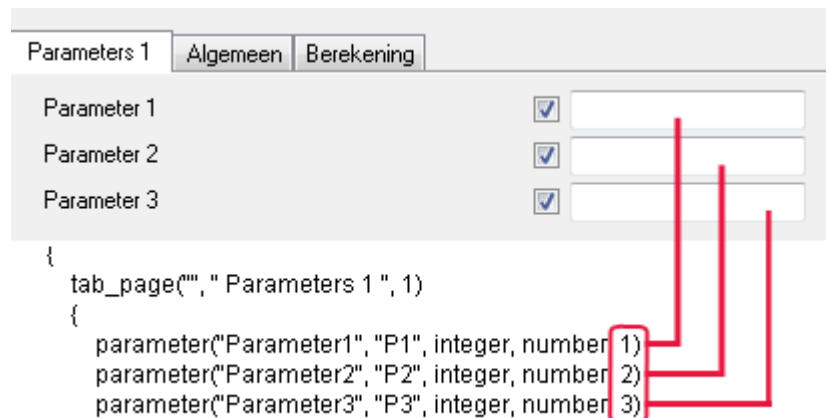 Parameters 1 Algemeen Berekening
Parameter 1
Parameter 2
Parameter 3
{
tab_page("", " Parameters 1 ", 1)
{
parameter("Parameter1", "P1", integer, number 1)
parameter("Parameter2", "P2", integer, number 2)
parameter("Parameter3", "P3", integer, number 3)